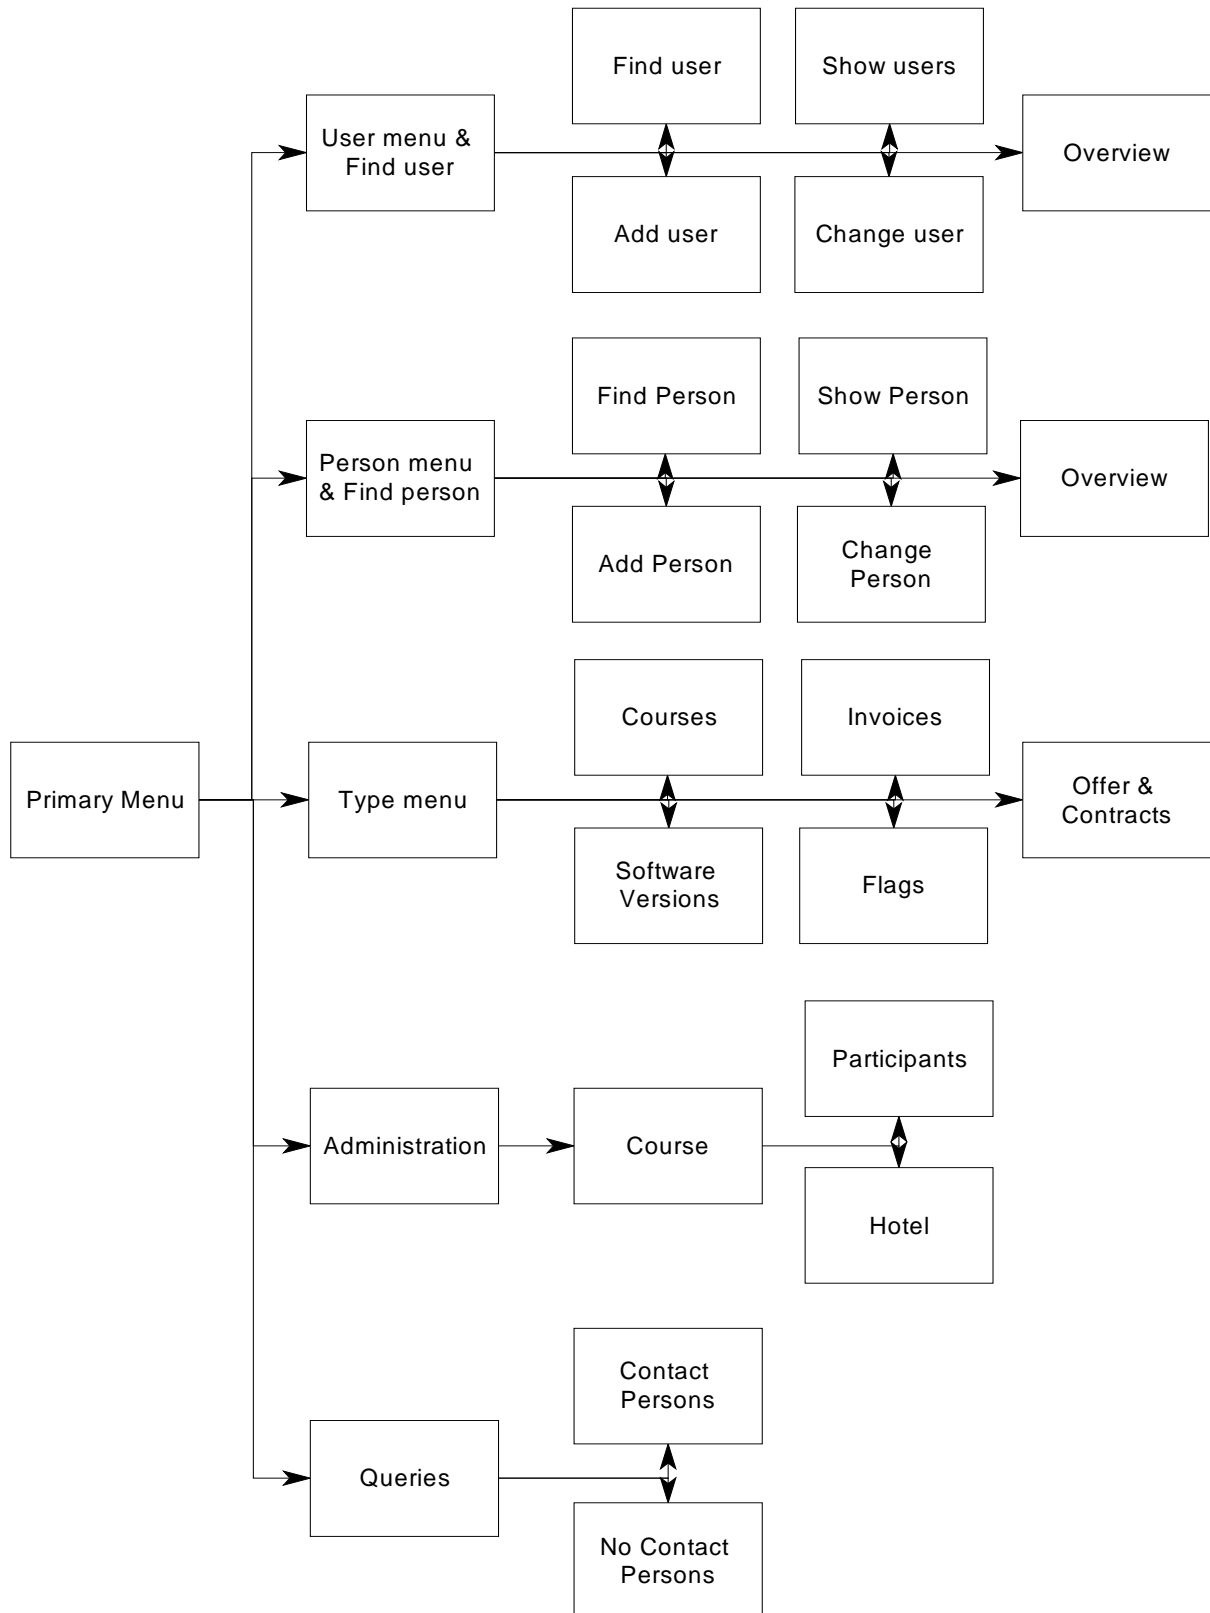 Find user
Show users
User menu &
Find user
Overview
Add user
Change user
Find Person
Show Person
Person menu
& Find person
Overview
Add Person
Change
Person
Courses
Invoices
Primary Menu
Type menu
Offer &
Contracts
Software
Versions
Flags
Participants
Administration
Course
Hotel
Contact
Persons
Queries
No Contact
Persons